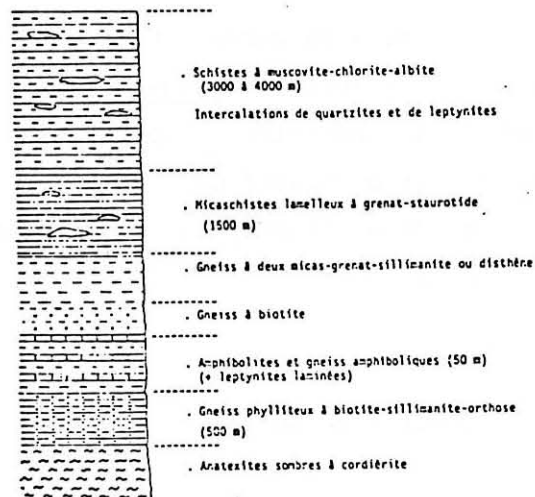 . Schistes à muscovite-chlorite-albite
(3000 à 4000 m)
Intercalations de quartzites et de leptynites
. Micaschistes lamelleux à grenat-staurotide
(1500 m)
. Gneiss à deux micas-grenat-sillimanite ou disthène
. Gneiss à biotite
. Amphibolites et gneiss amphiboliques (50 m)
(+ leptynites laminées)
. Gneiss phylliteux à biotite-sillimanite-orthose
(500 m)
. Anatexites sombres à cordiérite